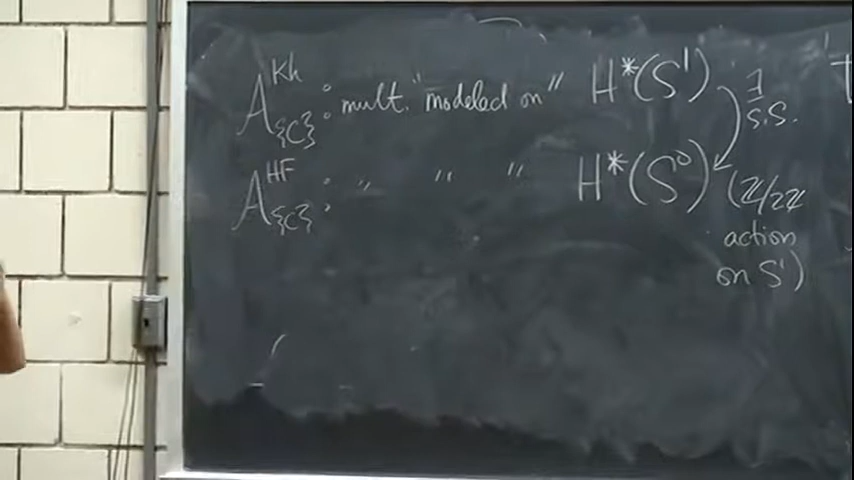 A^{Kh}_{\{C\}} : mult. "modeled on" H*(S¹) ∃ s.s.
A^{HF}_{\{C\}} : " " " H*(S⁰) (ℤ/2ℤ
action
on S¹)